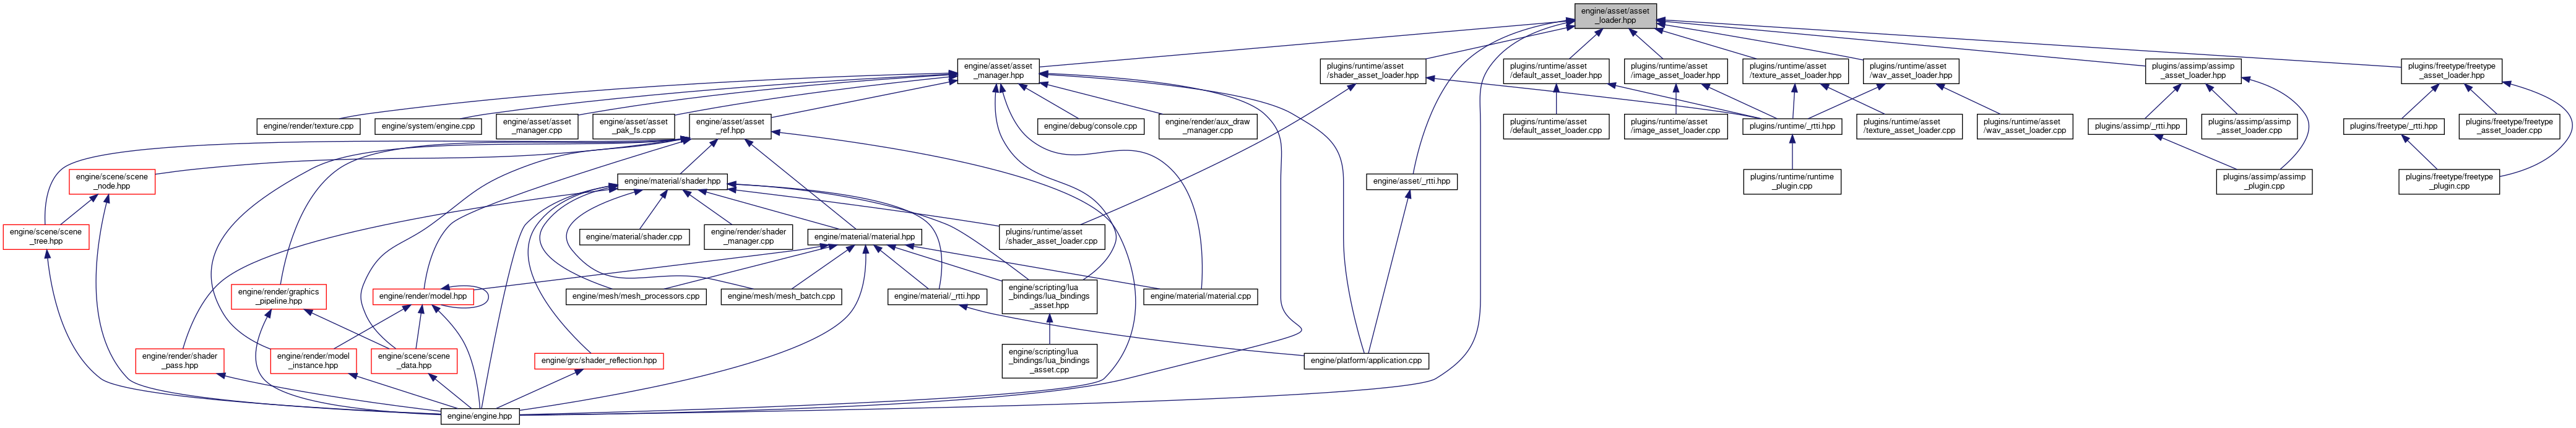 engine/asset/asset
_loader.hpp
engine/asset/asset
_manager.hpp
plugins/runtime/asset
/shader_asset_loader.hpp
plugins/runtime/asset
/default_asset_loader.hpp
plugins/runtime/asset
/image_asset_loader.hpp
plugins/runtime/asset
/texture_asset_loader.hpp
plugins/runtime/asset
/wav_asset_loader.hpp
plugins/assimp/assimp
_asset_loader.hpp
plugins/freetype/freetype
_asset_loader.hpp
engine/render/texture.cpp
engine/system/engine.cpp
engine/asset/asset
_manager.cpp
engine/asset/asset
_pak_fs.cpp
engine/asset/asset
_ref.hpp
engine/debug/console.cpp
engine/render/aux_draw
_manager.cpp
plugins/runtime/asset
/default_asset_loader.cpp
plugins/runtime/asset
/image_asset_loader.cpp
plugins/runtime/_rtti.hpp
plugins/runtime/asset
/texture_asset_loader.cpp
plugins/runtime/asset
/wav_asset_loader.cpp
plugins/assimp/_rtti.hpp
plugins/assimp/assimp
_asset_loader.cpp
plugins/freetype/_rtti.hpp
plugins/freetype/freetype
_asset_loader.cpp
engine/scene/scene
_node.hpp
engine/material/shader.hpp
engine/asset/_rtti.hpp
plugins/runtime/runtime
_plugin.cpp
plugins/assimp/assimp
_plugin.cpp
plugins/freetype/freetype
_plugin.cpp
engine/scene/scene
_tree.hpp
engine/material/shader.cpp
engine/render/shader
_manager.cpp
engine/material/material.hpp
plugins/runtime/asset
/shader_asset_loader.cpp
engine/render/graphics
_pipeline.hpp
engine/render/model.hpp
engine/mesh/mesh_processors.cpp
engine/mesh/mesh_batch.cpp
engine/material/_rtti.hpp
engine/scripting/lua
_bindings/lua_bindings
_asset.hpp
engine/material/material.cpp
engine/render/shader
_pass.hpp
engine/render/model
_instance.hpp
engine/scene/scene
_data.hpp
engine/grc/shader_reflection.hpp
engine/scripting/lua
_bindings/lua_bindings
_asset.cpp
engine/platform/application.cpp
engine/engine.hpp